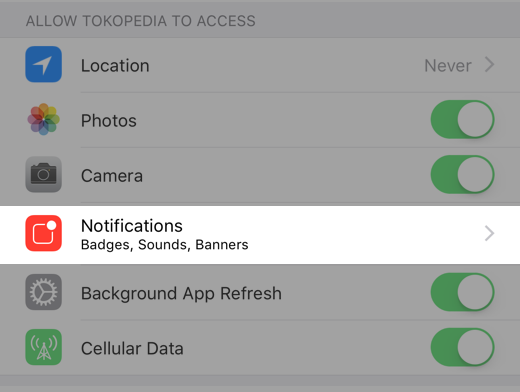 ALLOW TOKOPEDIA TO ACCESS
Location Never
Photos
Camera
Notifications
Badges, Sounds, Banners
Background App Refresh
Cellular Data